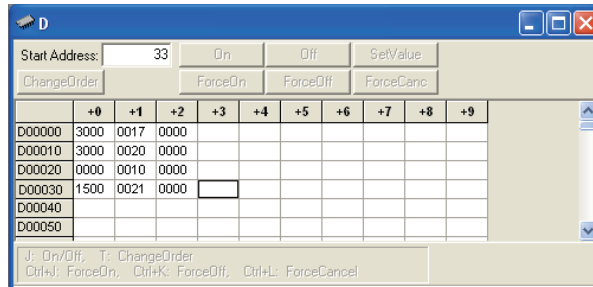 D
Start Address: 33 On Off SetValue
ChangeOrder ForceOn ForceOff ForceCanc
+0 +1 +2 +3 +4 +5 +6 +7 +8 +9
D00000 3000 0017 0000
D00010 3000 0020 0000
D00020 0000 0010 0000
D00030 1500 0021 0000
D00040
D00050
J: On/Off, T: ChangeOrder
Ctrl+J: ForceOn, Ctrl+K: ForceOff, Ctrl+L: ForceCancel